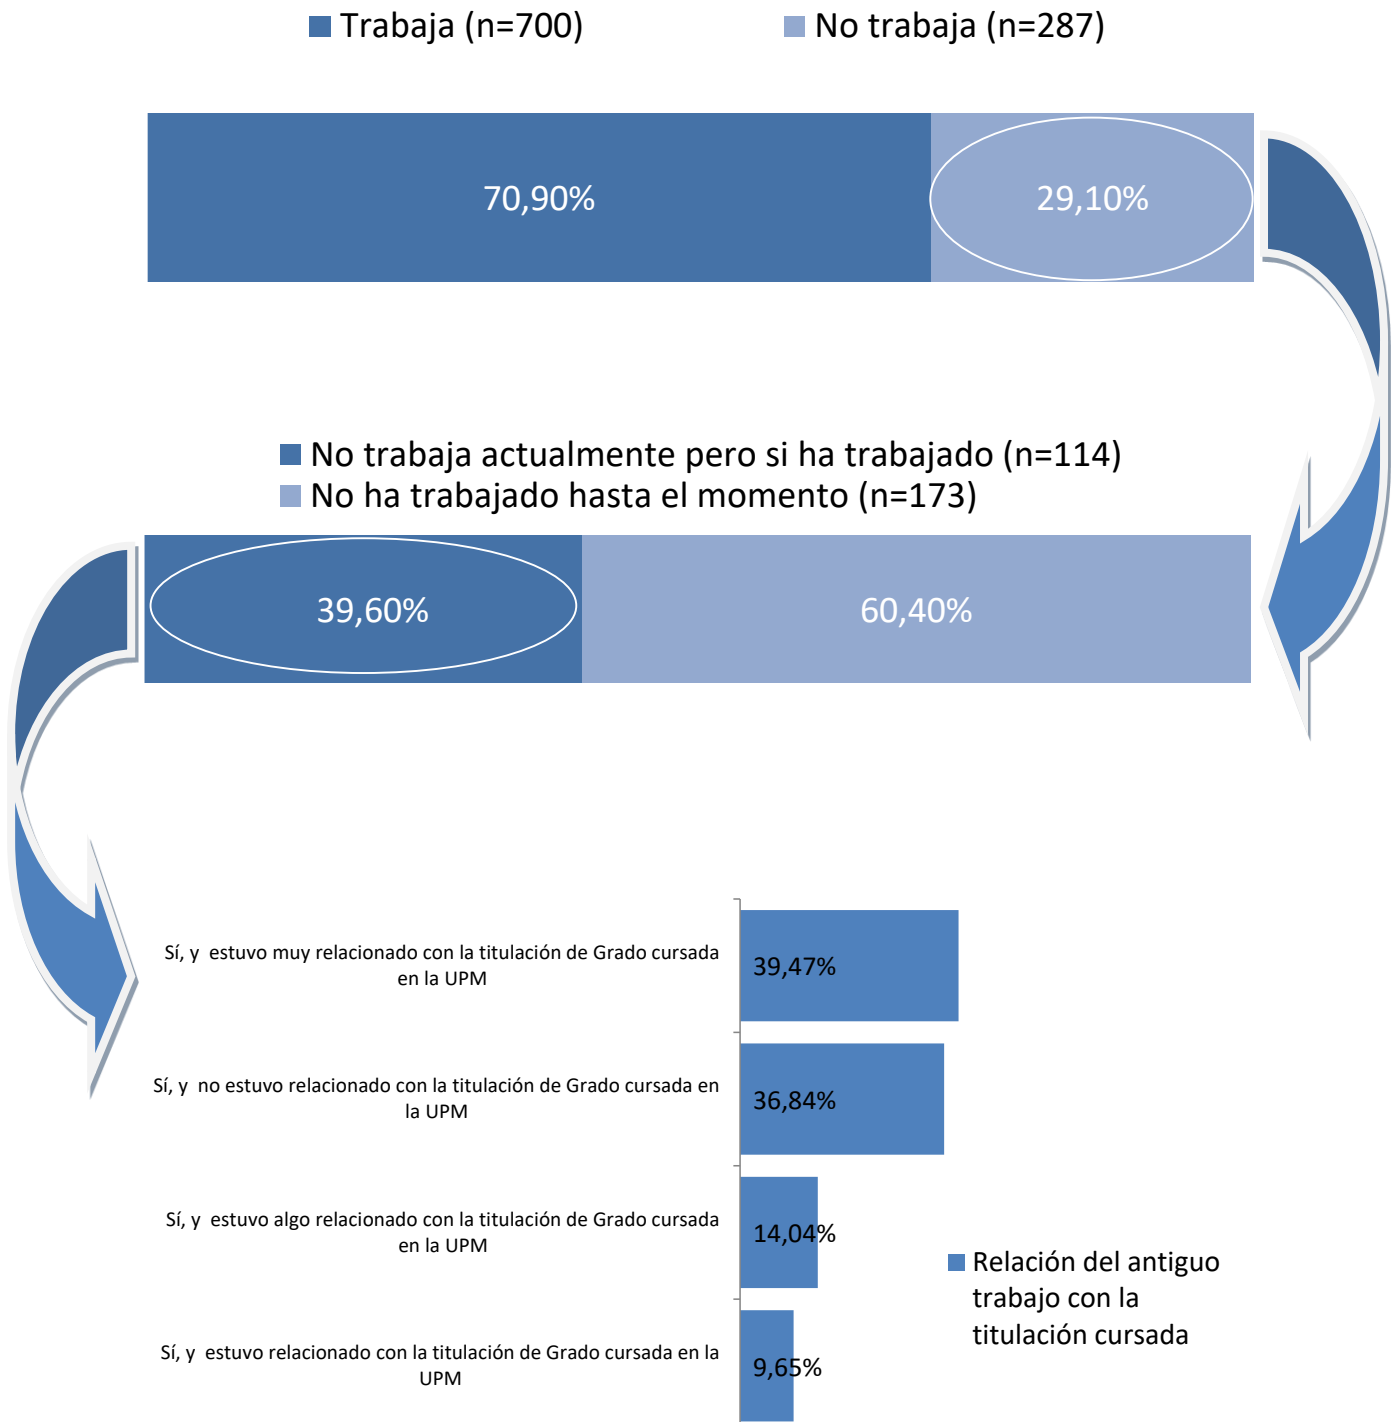 Trabaja (n=700) No trabaja (n=287)
70,90% 29,10%
No trabaja actualmente pero si ha trabajado (n=114)
No ha trabajado hasta el momento (n=173)
39,60% 60,40%
Sí, y estuvo muy relacionado con la titulación de Grado cursada
en la UPM
39,47%
Sí, y no estuvo relacionado con la titulación de Grado cursada en
la UPM
36,84%
Sí, y estuvo algo relacionado con la titulación de Grado cursada
en la UPM
14,04%
Sí, y estuvo relacionado con la titulación de Grado cursada en la
UPM
9,65%
Relación del antiguo
trabajo con la
titulación cursada